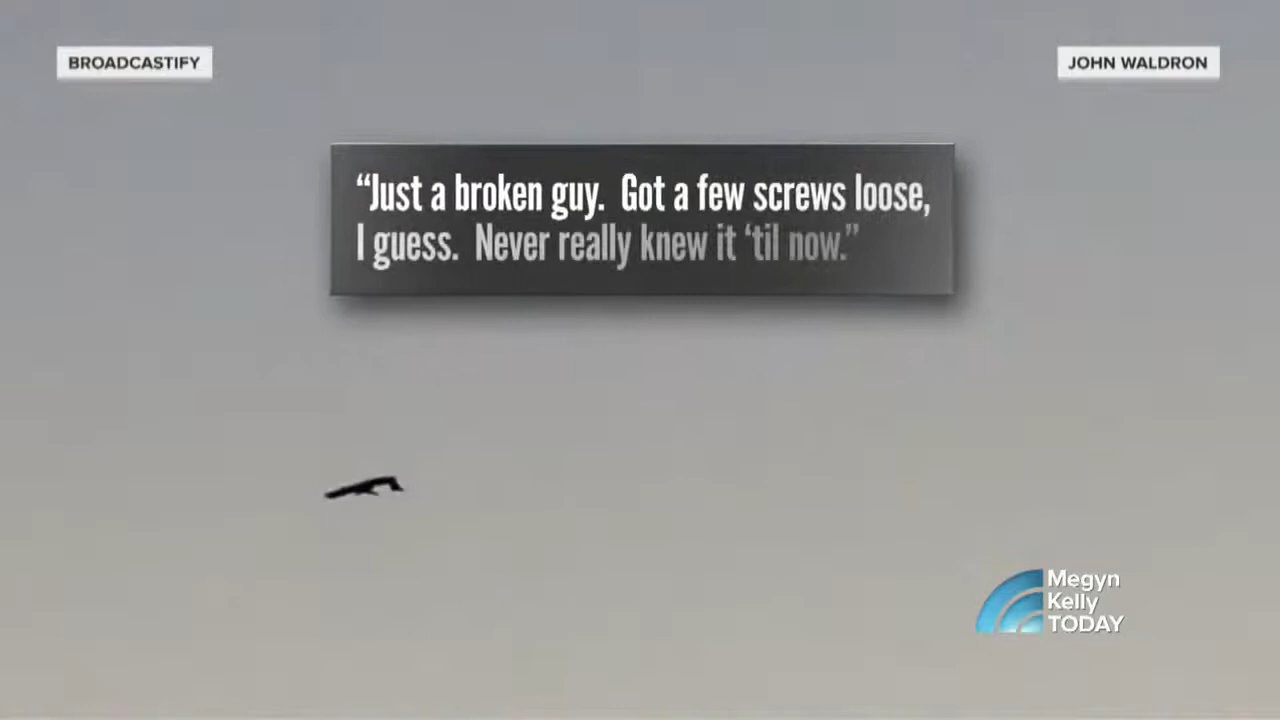 BROADCASTIFY
JOHN WALDRON
“Just a broken guy. Got a few screws loose,
I guess. Never really knew it ‘til now.”
Megyn
Kelly
TODAY